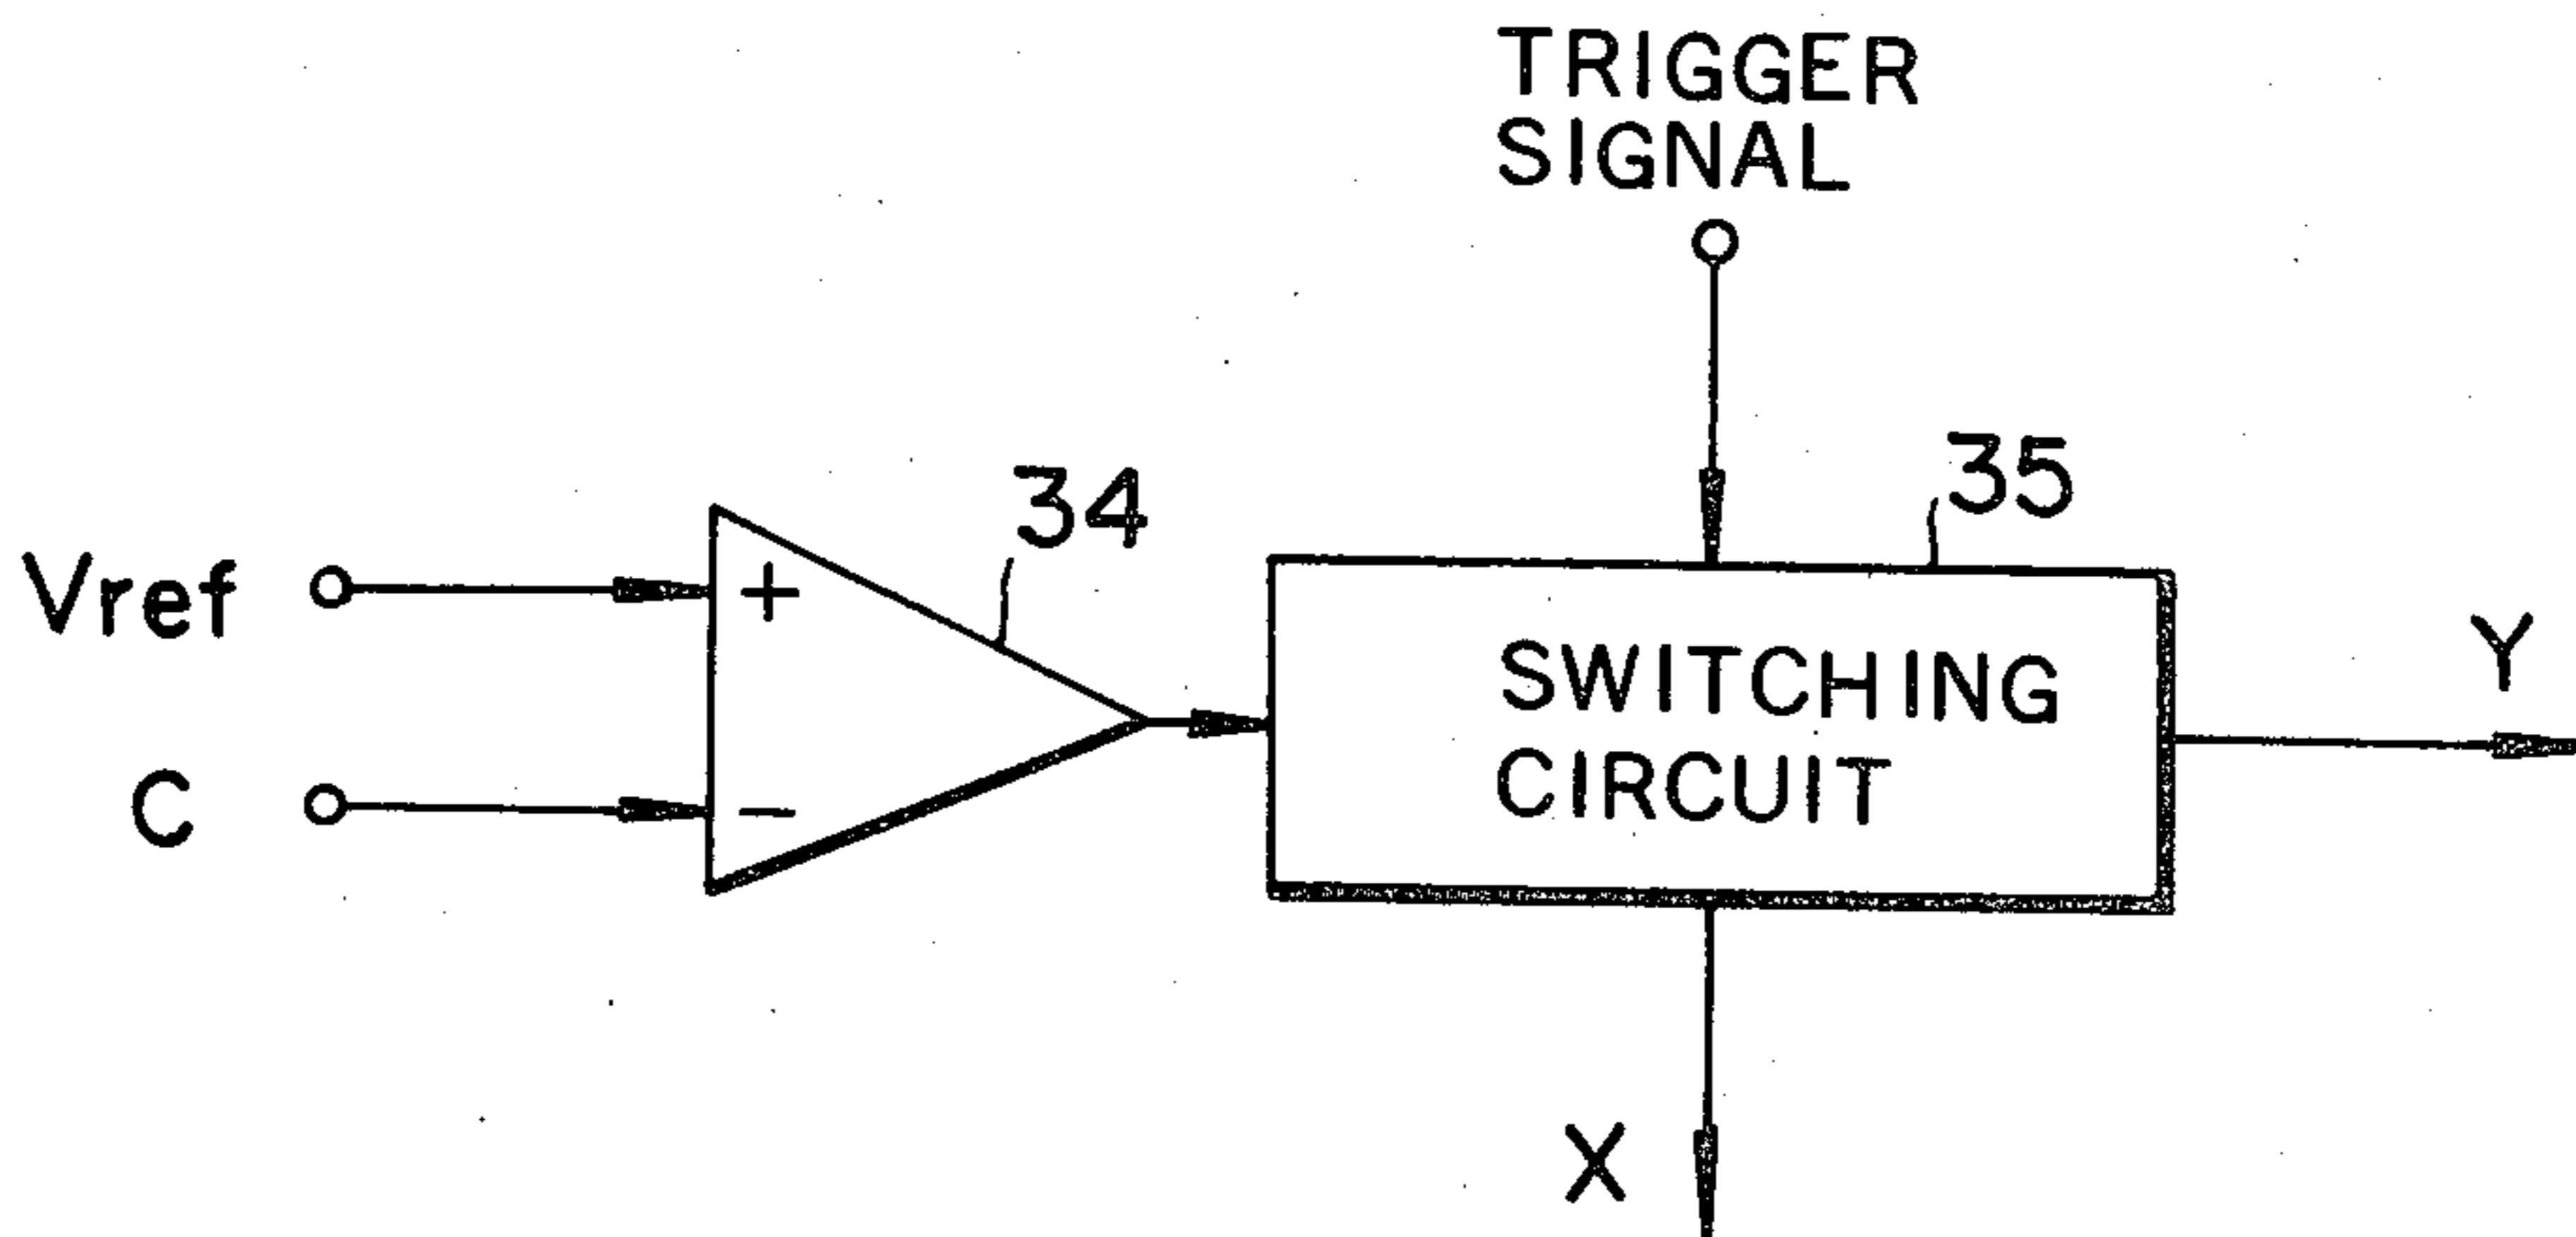 TRIGGER
SIGNAL
34
35
Vref
+
SWITCHING
CIRCUIT
Y
C
-
X